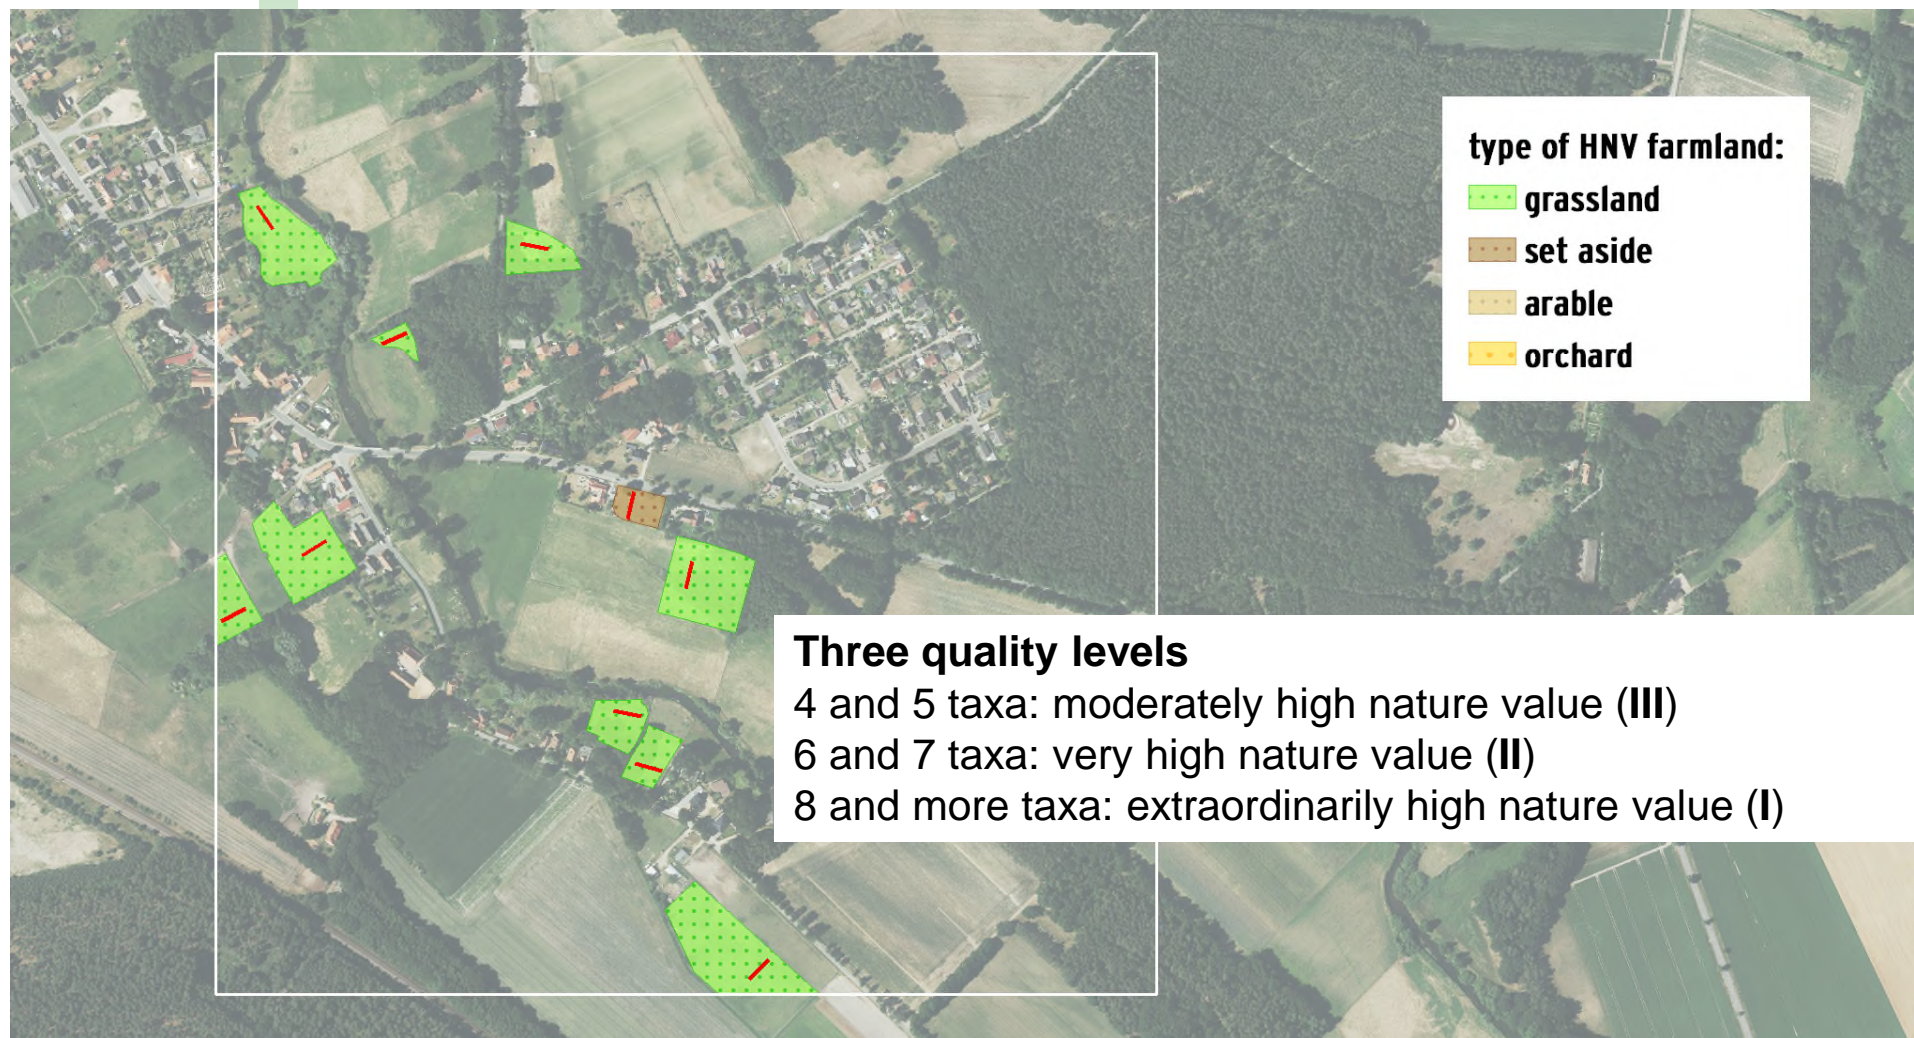 type of HNV farmland:
grassland
set aside
arable
orchard
Three quality levels
4 and 5 taxa: moderately high nature value (III)
6 and 7 taxa: very high nature value (II)
8 and more taxa: extraordinarily high nature value (I)